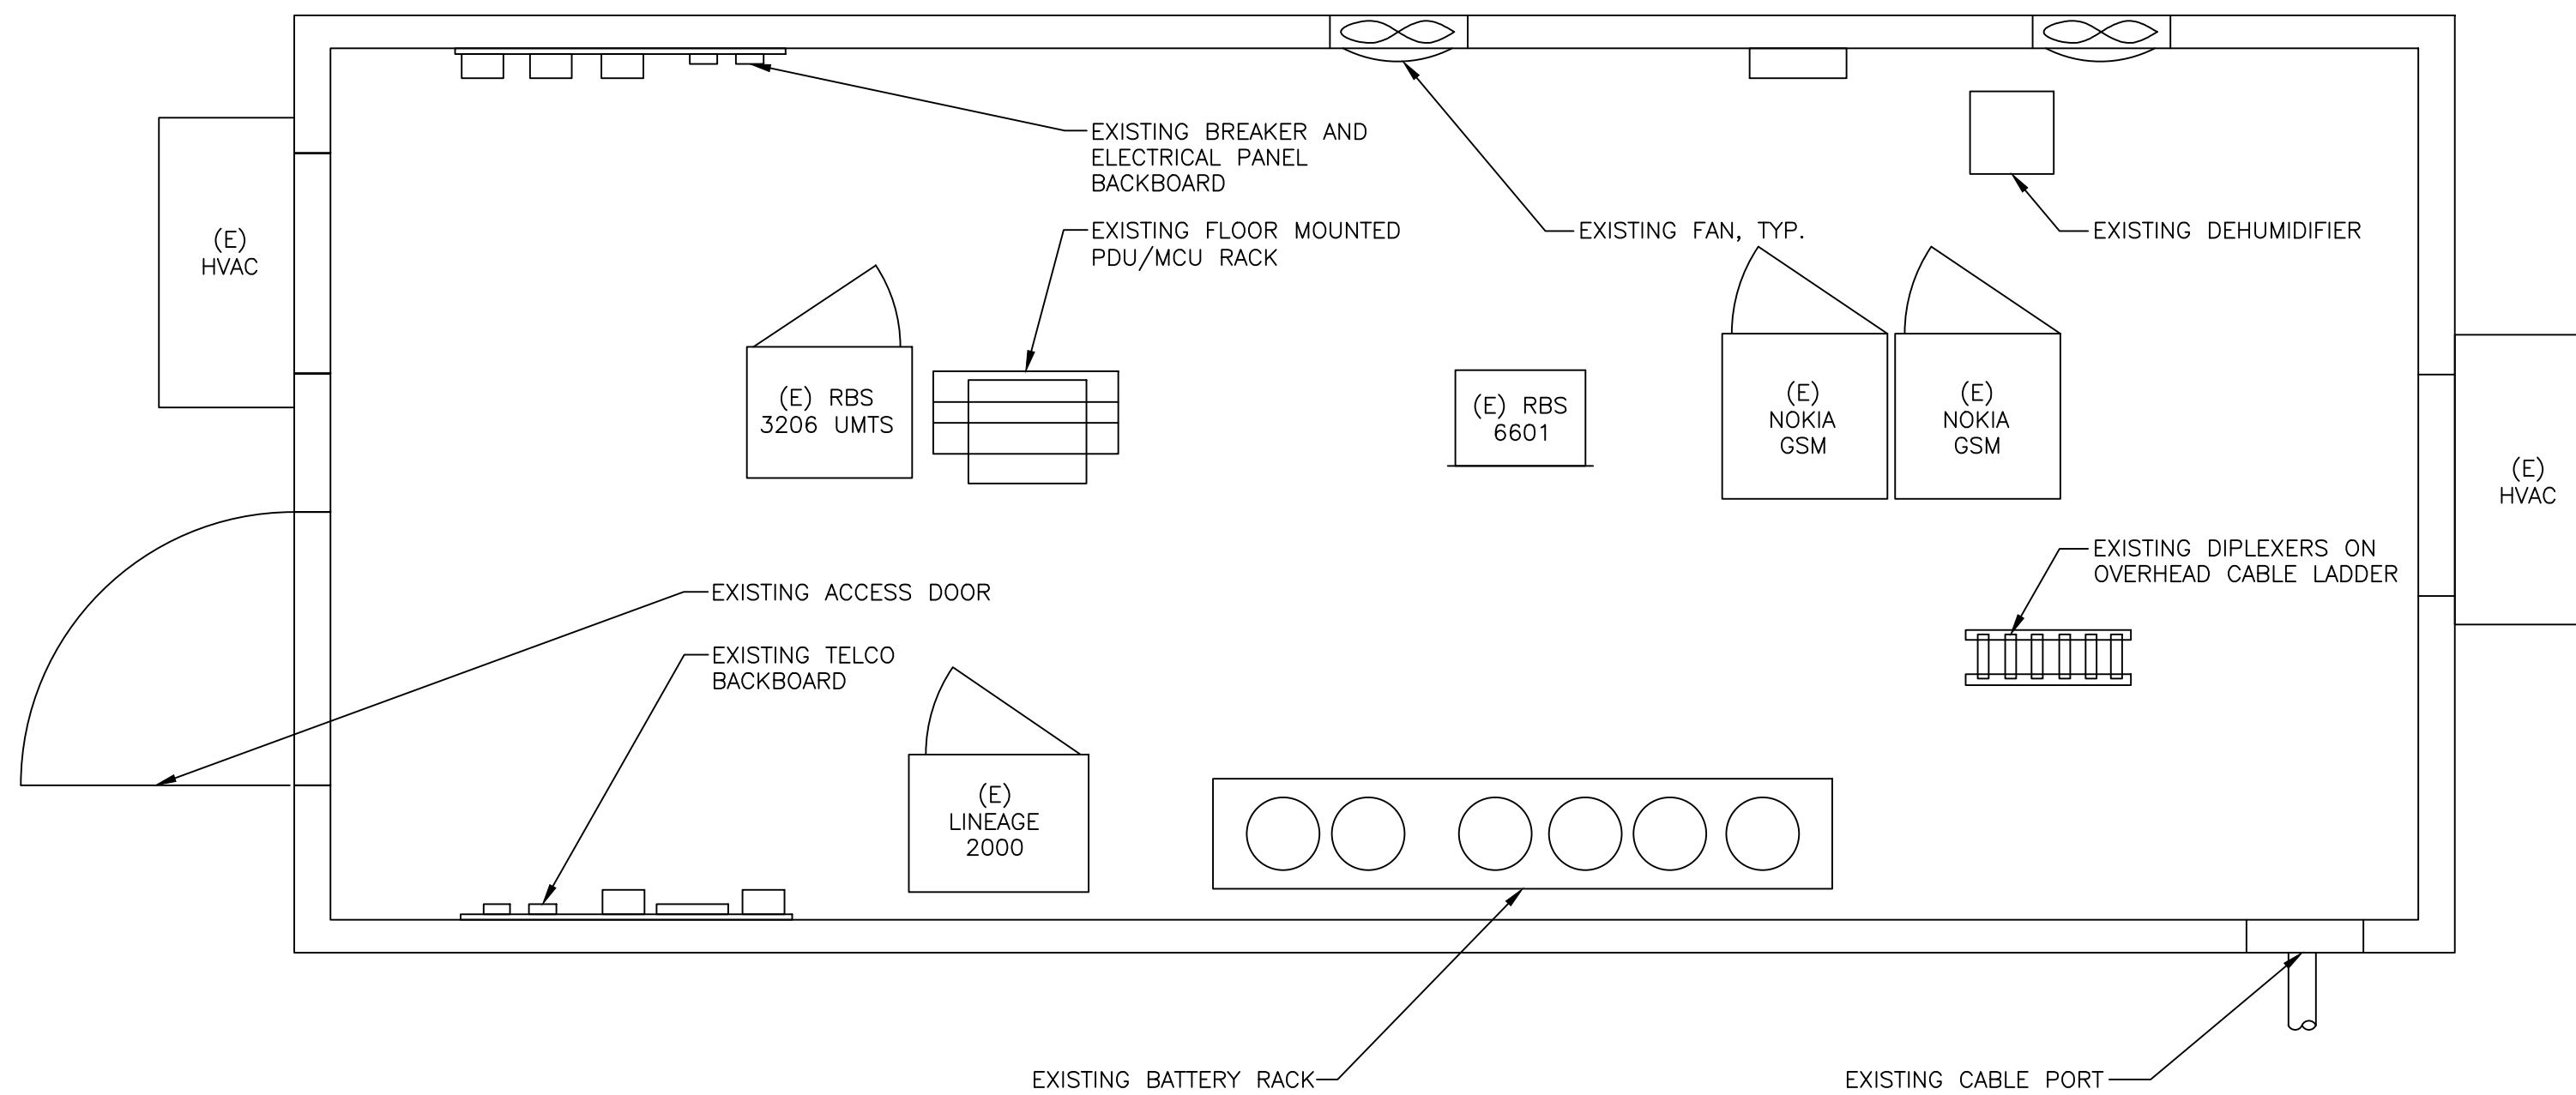 EXISTING BREAKER AND
ELECTRICAL PANEL
BACKBOARD
(E)
HVAC
EXISTING FLOOR MOUNTED
PDU/MCU RACK
EXISTING FAN, TYP.
EXISTING DEHUMIDIFIER
(E) RBS
3206 UMTS
(E) RBS
6601
(E)
NOKIA
GSM
(E)
NOKIA
GSM
(E)
HVAC
EXISTING DIPLEXERS ON
OVERHEAD CABLE LADDER
EXISTING ACCESS DOOR
EXISTING TELCO
BACKBOARD
(E)
LINEAGE
2000
EXISTING BATTERY RACK
EXISTING CABLE PORT